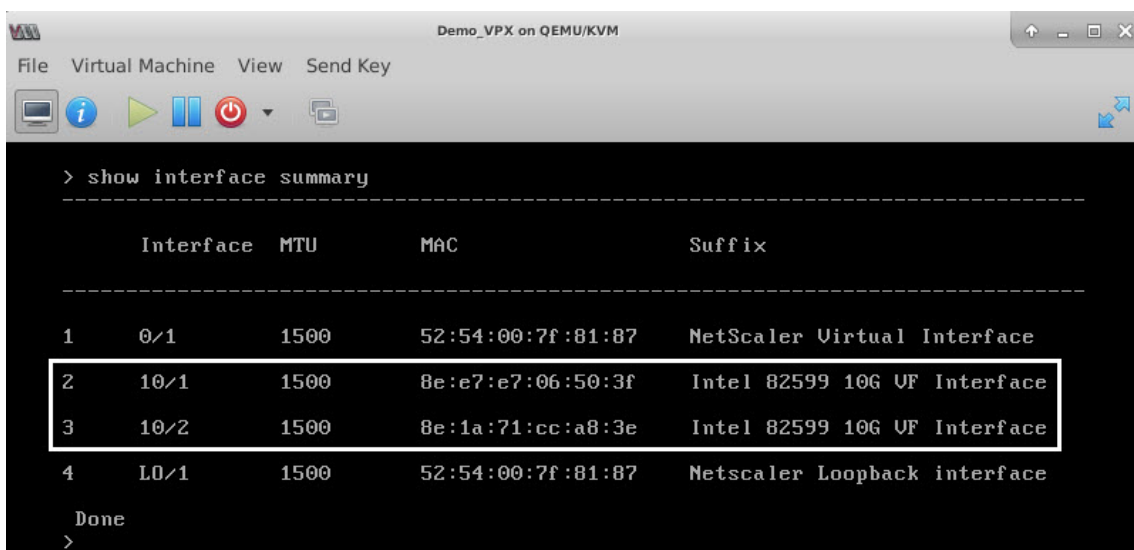 Demo_VPX on QEMU/KVM
File Virtual Machine View Send Key
> show interface summary
--------------------------------------------------------------------------------
Interface MTU MAC Suffix
--------------------------------------------------------------------------------
1 0/1 1500 52:54:00:7f:81:87 NetScaler Virtual Interface
2 10/1 1500 8e:e7:e7:06:50:3f Intel 82599 10G VF Interface
3 10/2 1500 8e:1a:71:cc:a8:3e Intel 82599 10G VF Interface
4 LO/1 1500 52:54:00:7f:81:87 Netscaler Loopback interface
Done
>